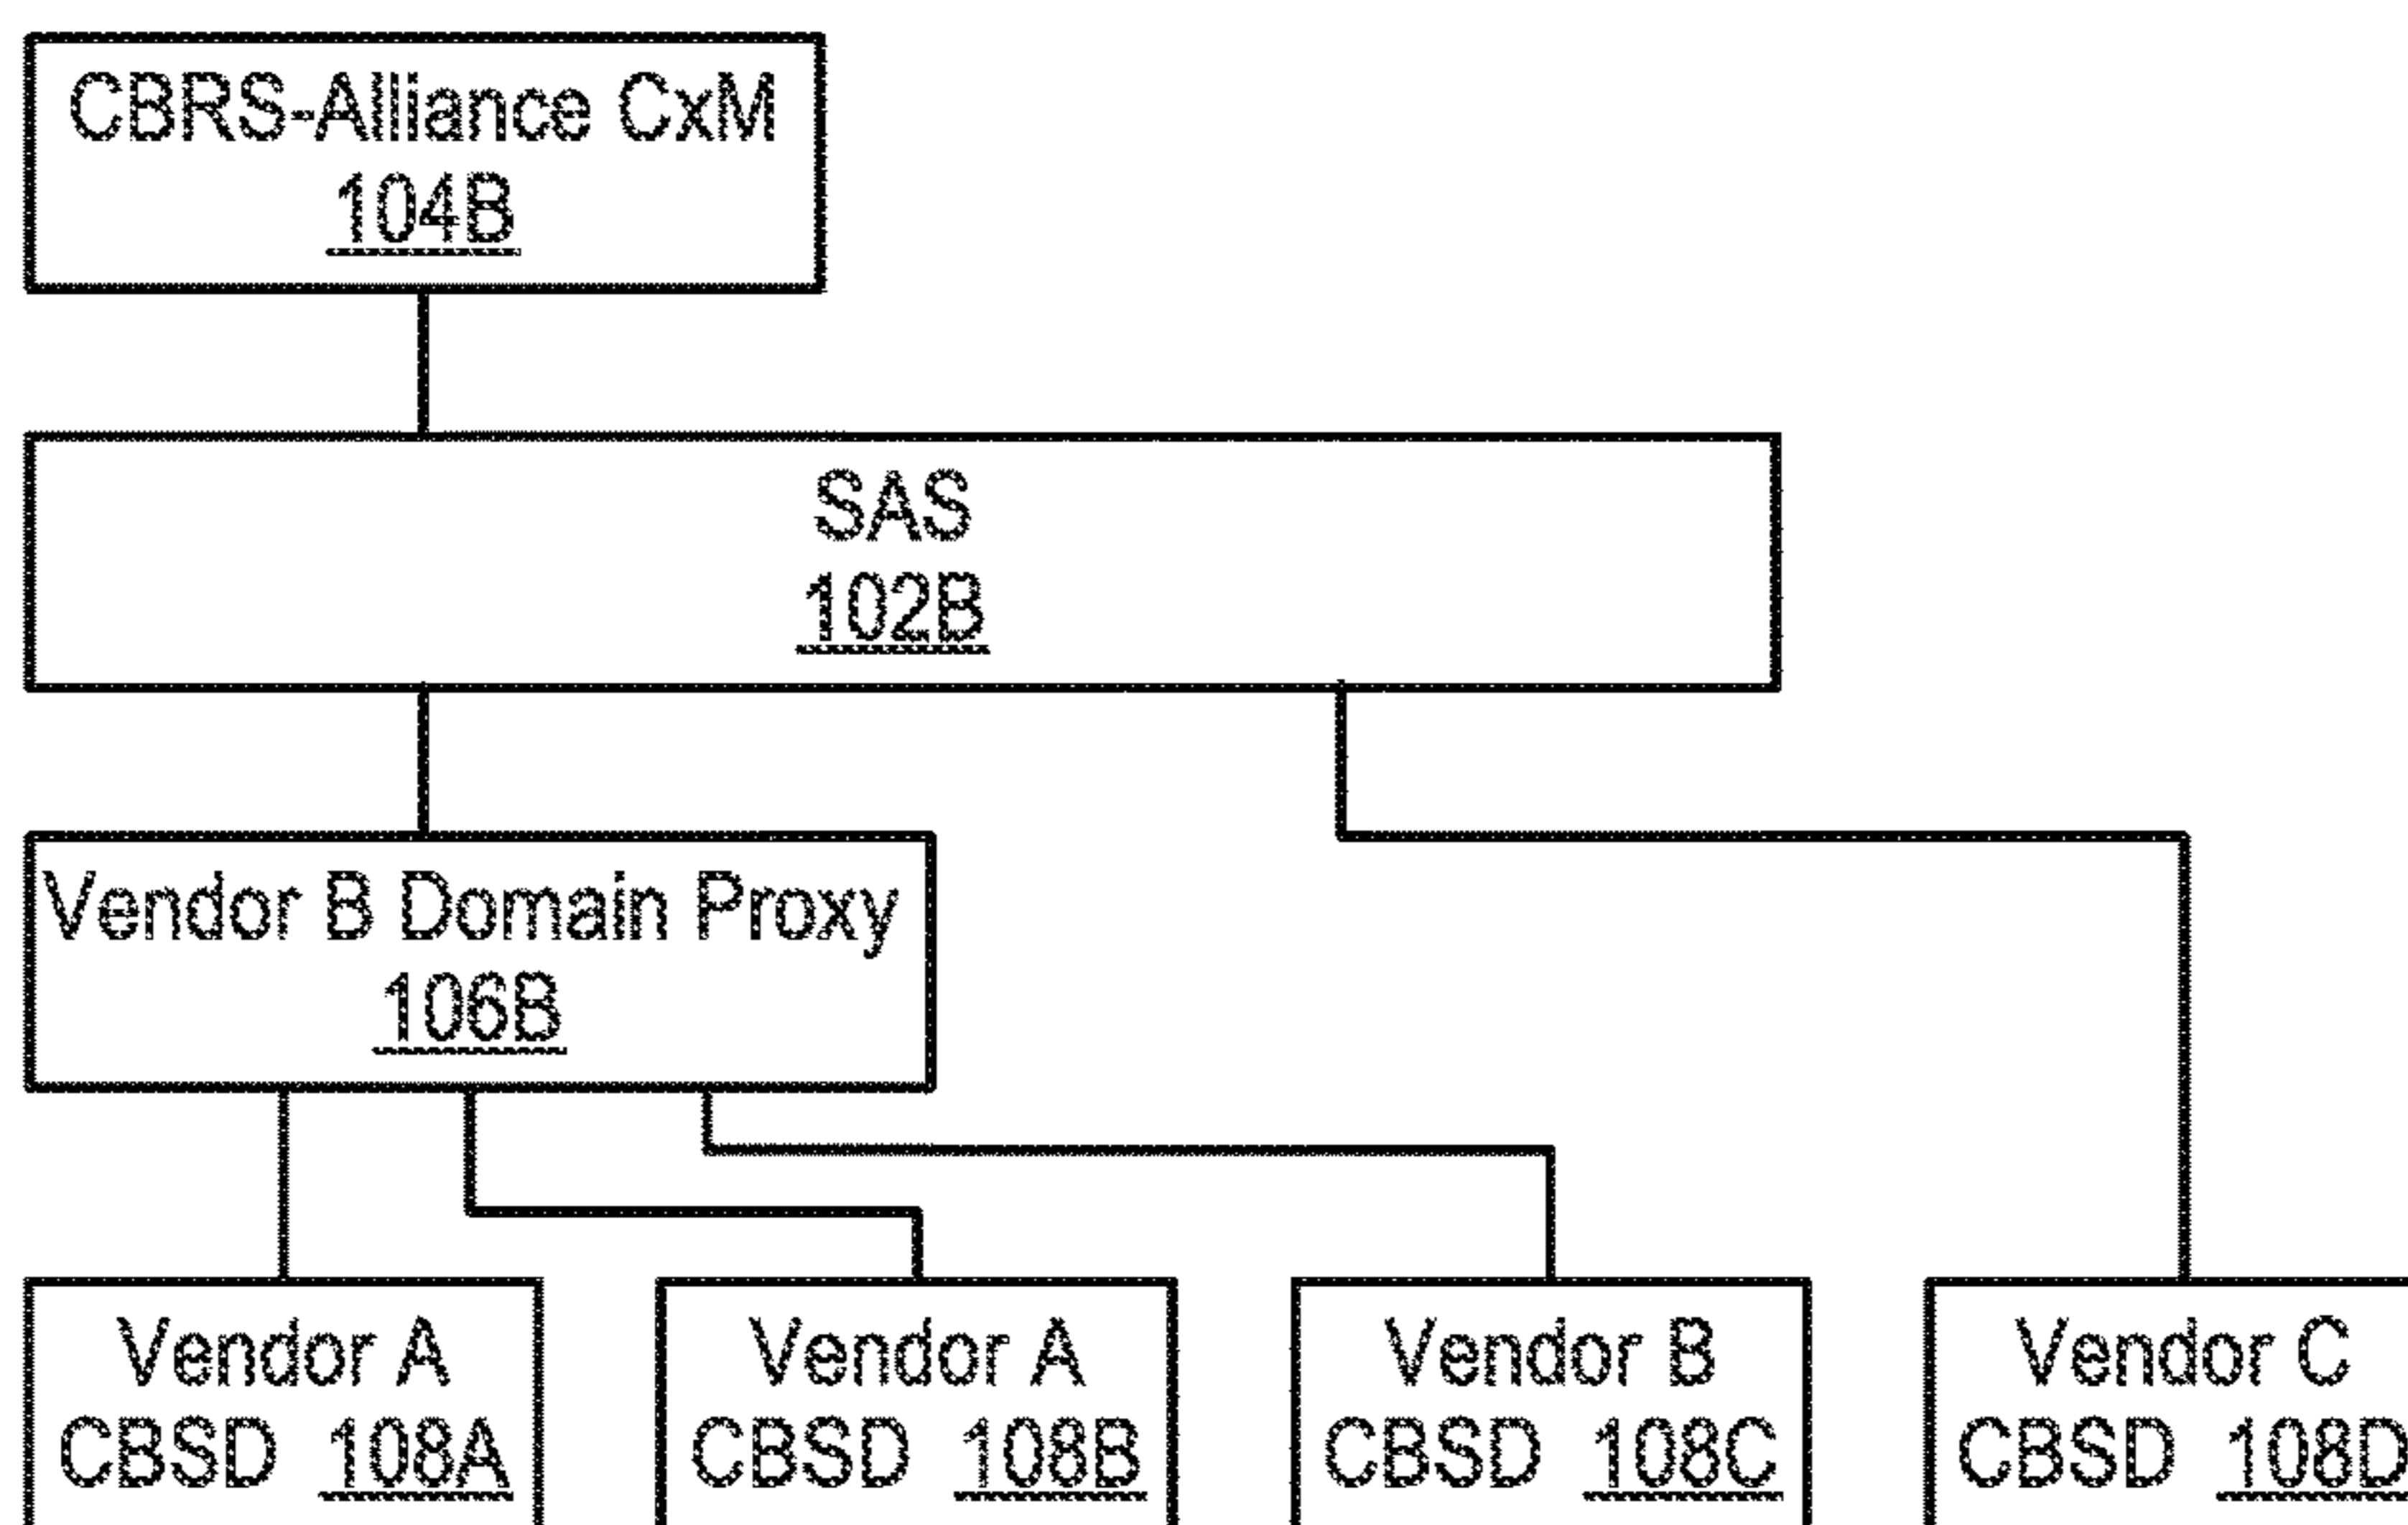 CBRS-Alliance CxM
104B
SAS
102B
Vendor B Domain Proxy
106B
Vendor A
CBSD 108A
Vendor A
CBSD 108B
Vendor B
CBSD 108C
Vendor C
CBSD 108D